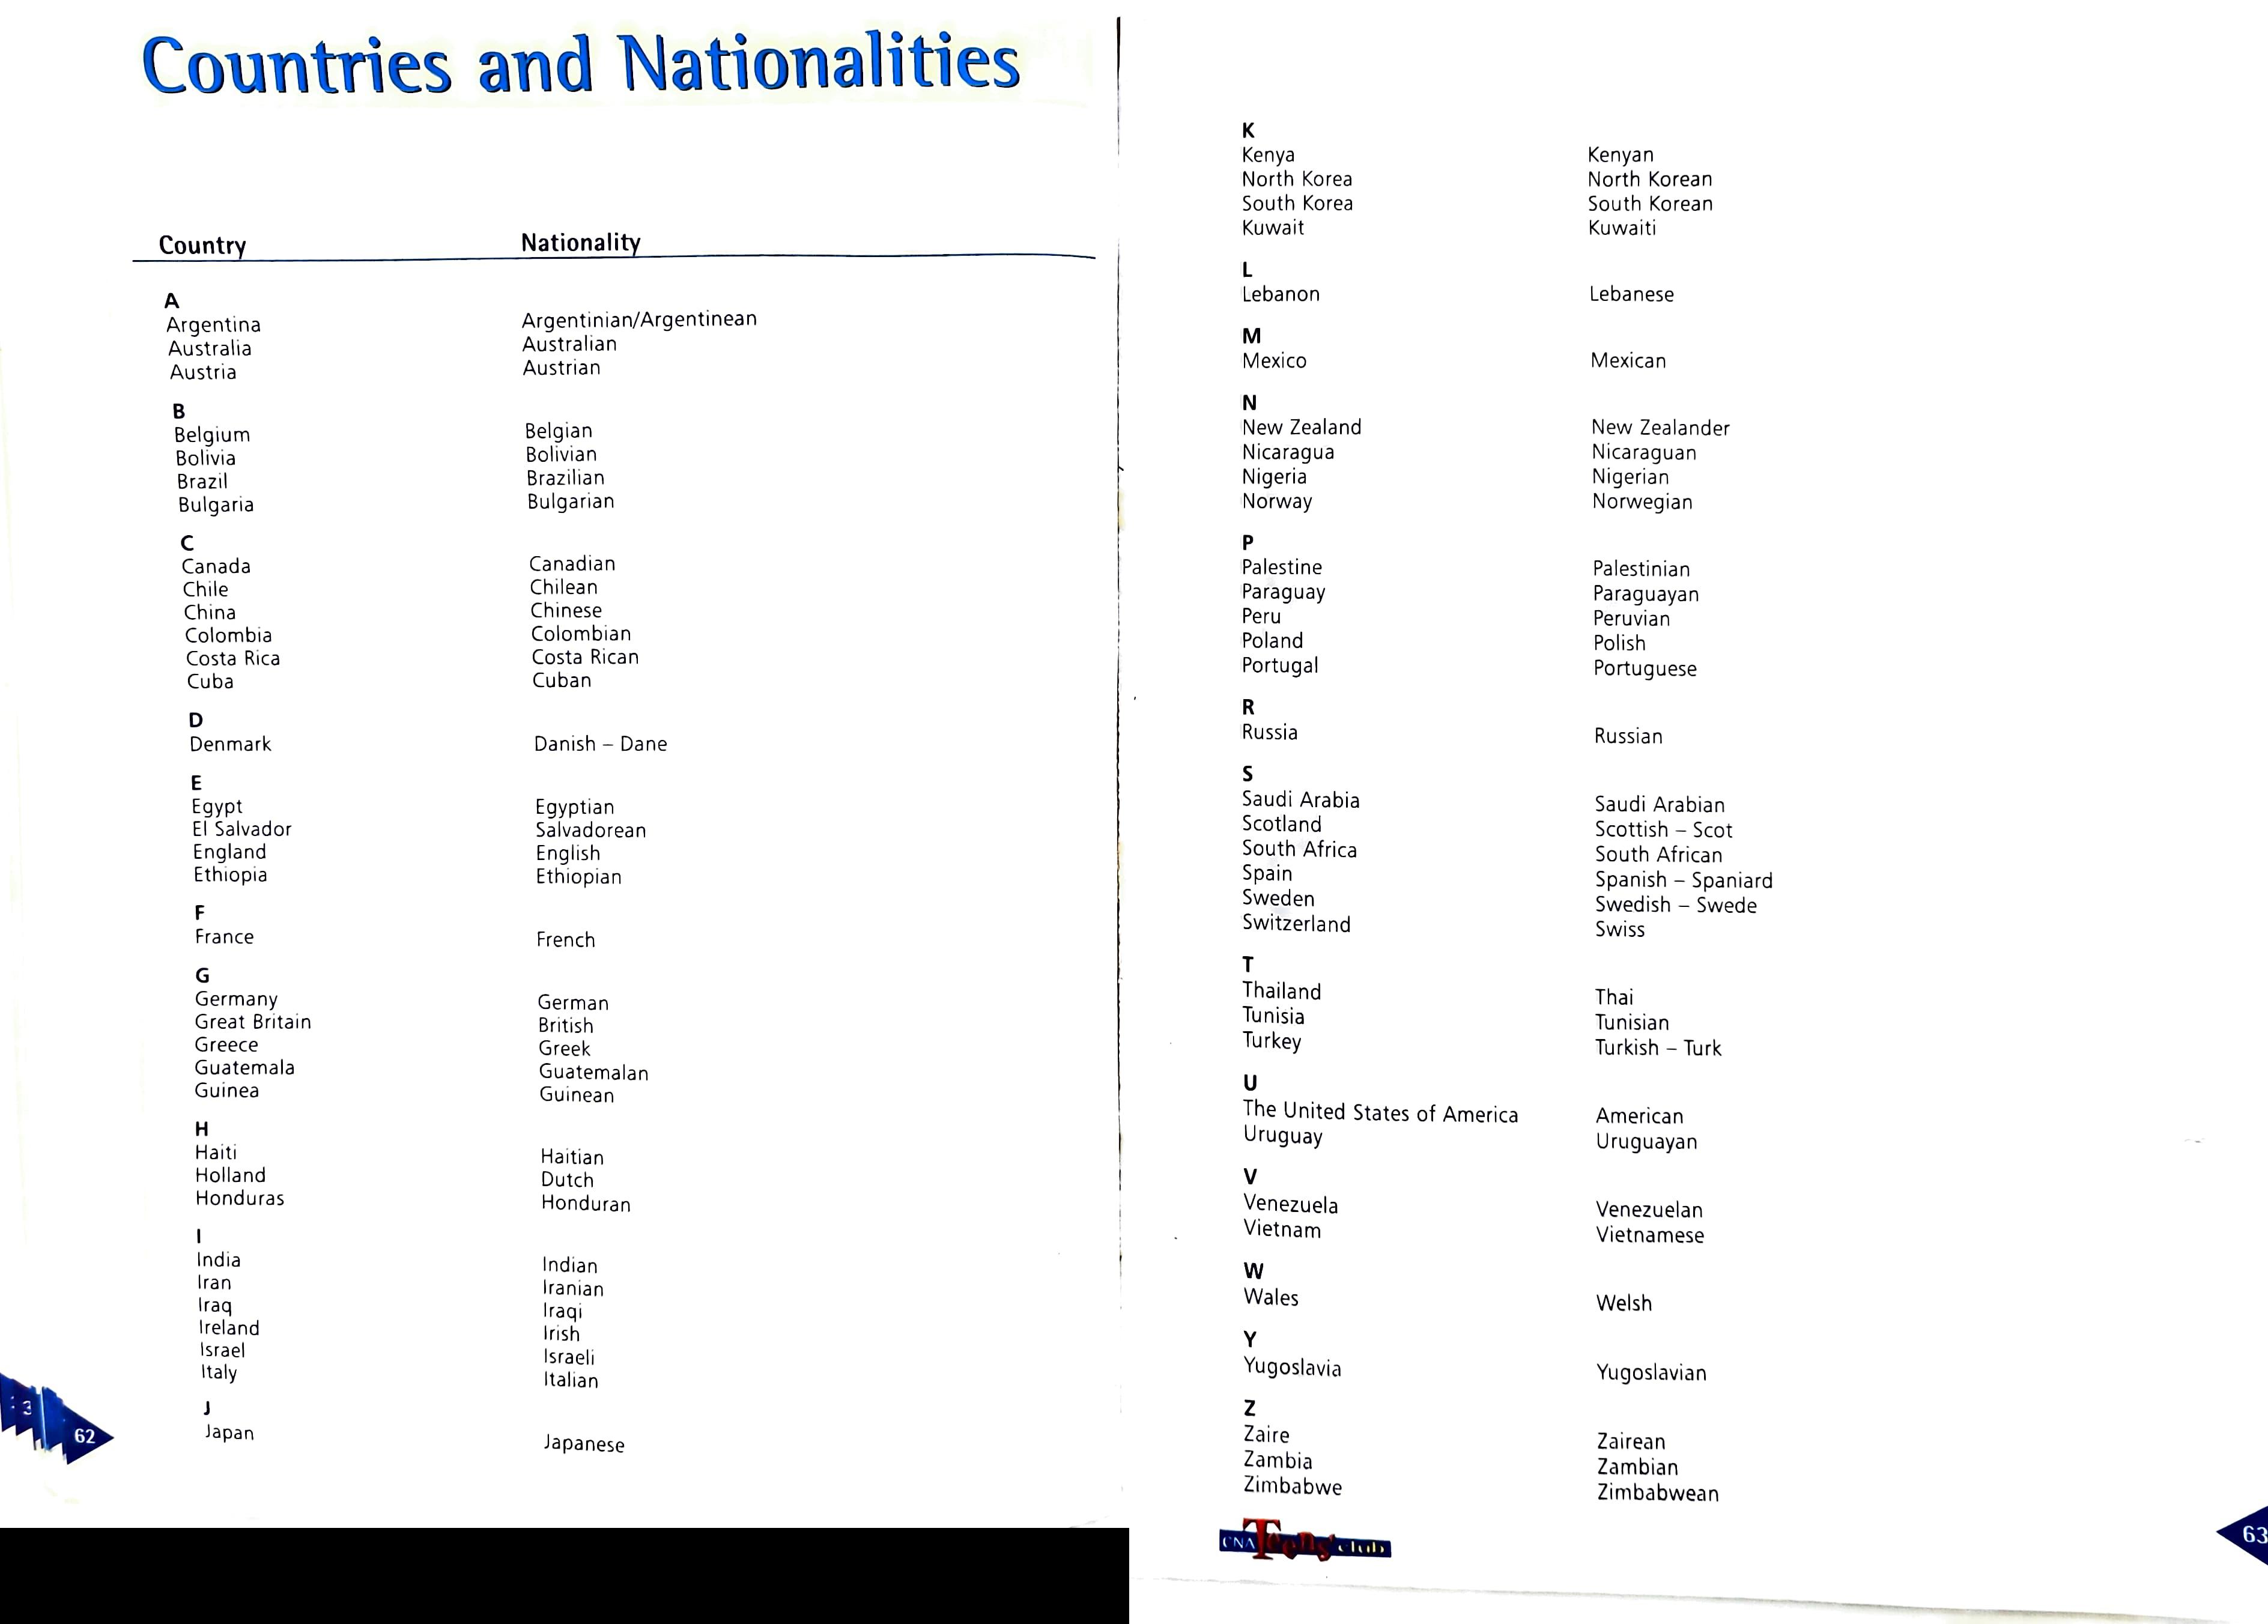 Countries and Nationalities
Country Nationality
A
Argentina Argentinian/Argentinean
Australia Australian
Austria Austrian
B
Belgium Belgian
Bolivia Bolivian
Brazil Brazilian
Bulgaria Bulgarian
C
Canada Canadian
Chile Chilean
China Chinese
Colombia Colombian
Costa Rica Costa Rican
Cuba Cuban
D
Denmark Danish – Dane
E
Egypt Egyptian
El Salvador Salvadorean
England English
Ethiopia Ethiopian
F
France French
G
Germany German
Great Britain British
Greece Greek
Guatemala Guatemalan
Guinea Guinean
H
Haiti Haitian
Holland Dutch
Honduras Honduran
I
India Indian
Iran Iranian
Iraq Iraqi
Ireland Irish
Israel Israeli
Italy Italian
J
Japan Japanese
3
62
K
Kenya Kenyan
North Korea North Korean
South Korea South Korean
Kuwait Kuwaiti
L
Lebanon Lebanese
M
Mexico Mexican
N
New Zealand New Zealander
Nicaragua Nicaraguan
Nigeria Nigerian
Norway Norwegian
P
Palestine Palestinian
Paraguay Paraguayan
Peru Peruvian
Poland Polish
Portugal Portuguese
R
Russia Russian
S
Saudi Arabia Saudi Arabian
Scotland Scottish – Scot
South Africa South African
Spain Spanish – Spaniard
Sweden Swedish – Swede
Switzerland Swiss
T
Thailand Thai
Tunisia Tunisian
Turkey Turkish – Turk
U
The United States of America American
Uruguay Uruguayan
V
Venezuela Venezuelan
Vietnam Vietnamese
W
Wales Welsh
Y
Yugoslavia Yugoslavian
Z
Zaire Zairean
Zambia Zambian
Zimbabwe Zimbabwean
CNA Teens' club
63